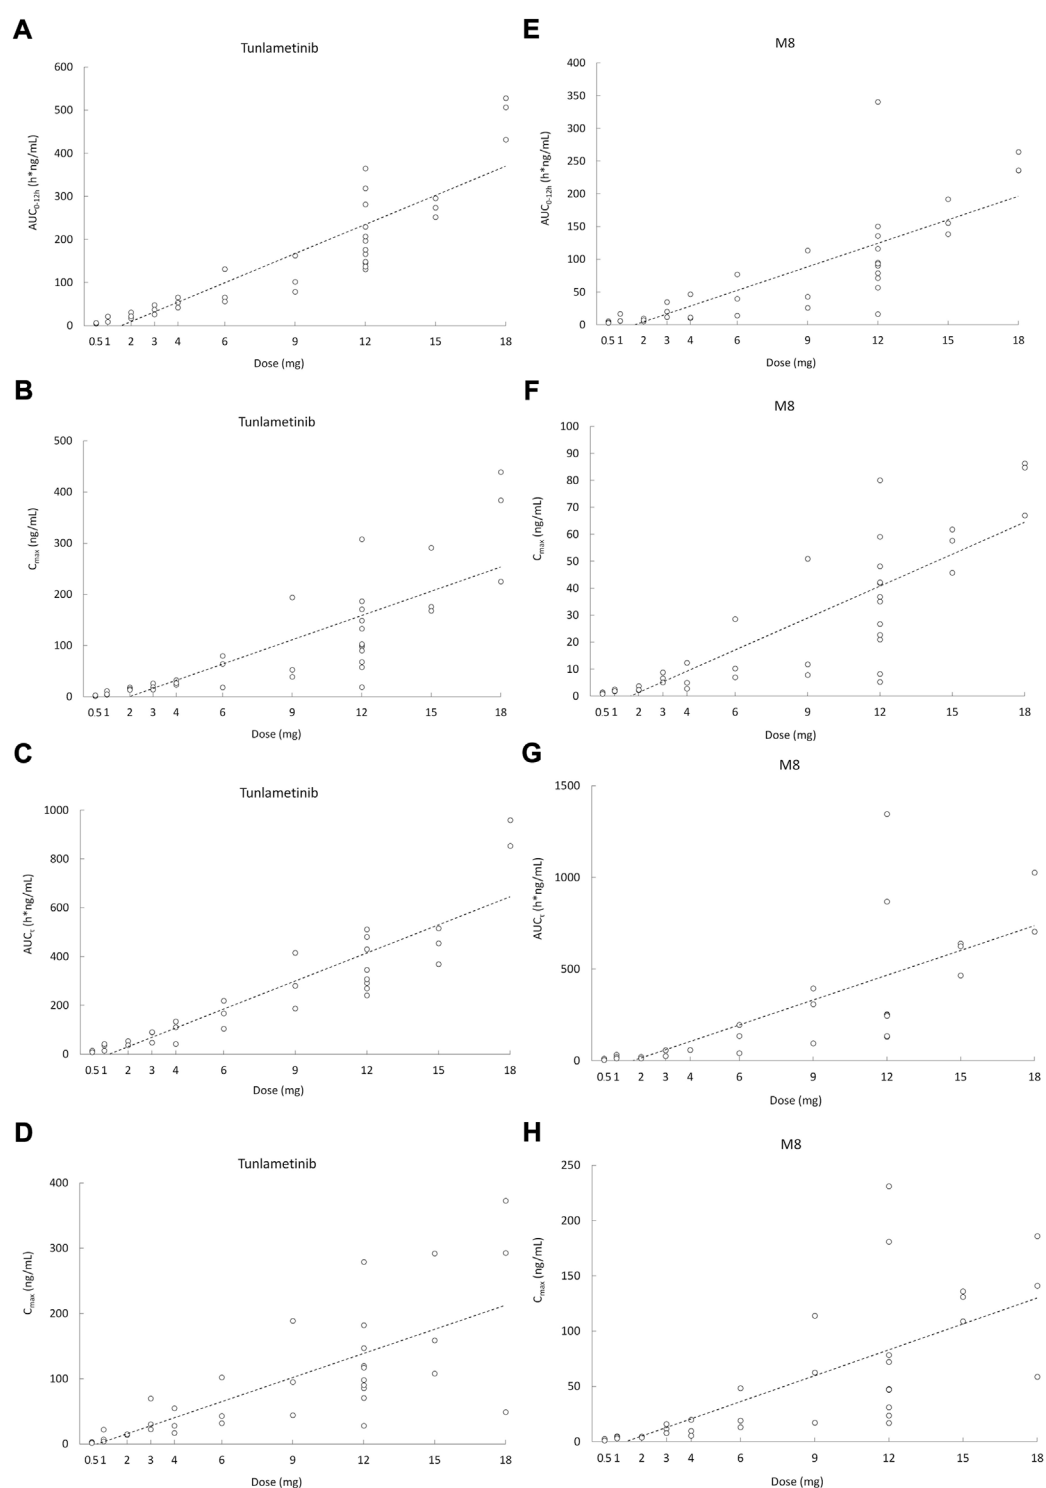 A
Tunlametinib
AUC0-12h (h*ng/mL)
600
500
400
300
200
100
0
0.5 1 2 3 4 6 9 12 15 18
Dose (mg)
E
M8
AUC0-12h (h*ng/mL)
400
350
300
250
200
150
100
50
0
0.5 1 2 3 4 6 9 12 15 18
Dose (mg)
B
Tunlametinib
Cmax (ng/mL)
500
400
300
200
100
0
0.5 1 2 3 4 6 9 12 15 18
Dose (mg)
F
M8
Cmax (ng/mL)
100
90
80
70
60
50
40
30
20
10
0
0.5 1 2 3 4 6 9 12 15 18
Dose (mg)
C
Tunlametinib
AUCτ (h*ng/mL)
1000
800
600
400
200
0
0.5 1 2 3 4 6 9 12 15 18
Dose (mg)
G
M8
AUCτ (h*ng/mL)
1500
1000
500
0
0.5 1 2 3 4 6 9 12 15 18
Dose (mg)
D
Tunlametinib
Cmax (ng/mL)
400
300
200
100
0
0.5 1 2 3 4 6 9 12 15 18
Dose (mg)
H
M8
Cmax (ng/mL)
250
200
150
100
50
0
0.5 1 2 3 4 6 9 12 15 18
Dose (mg)